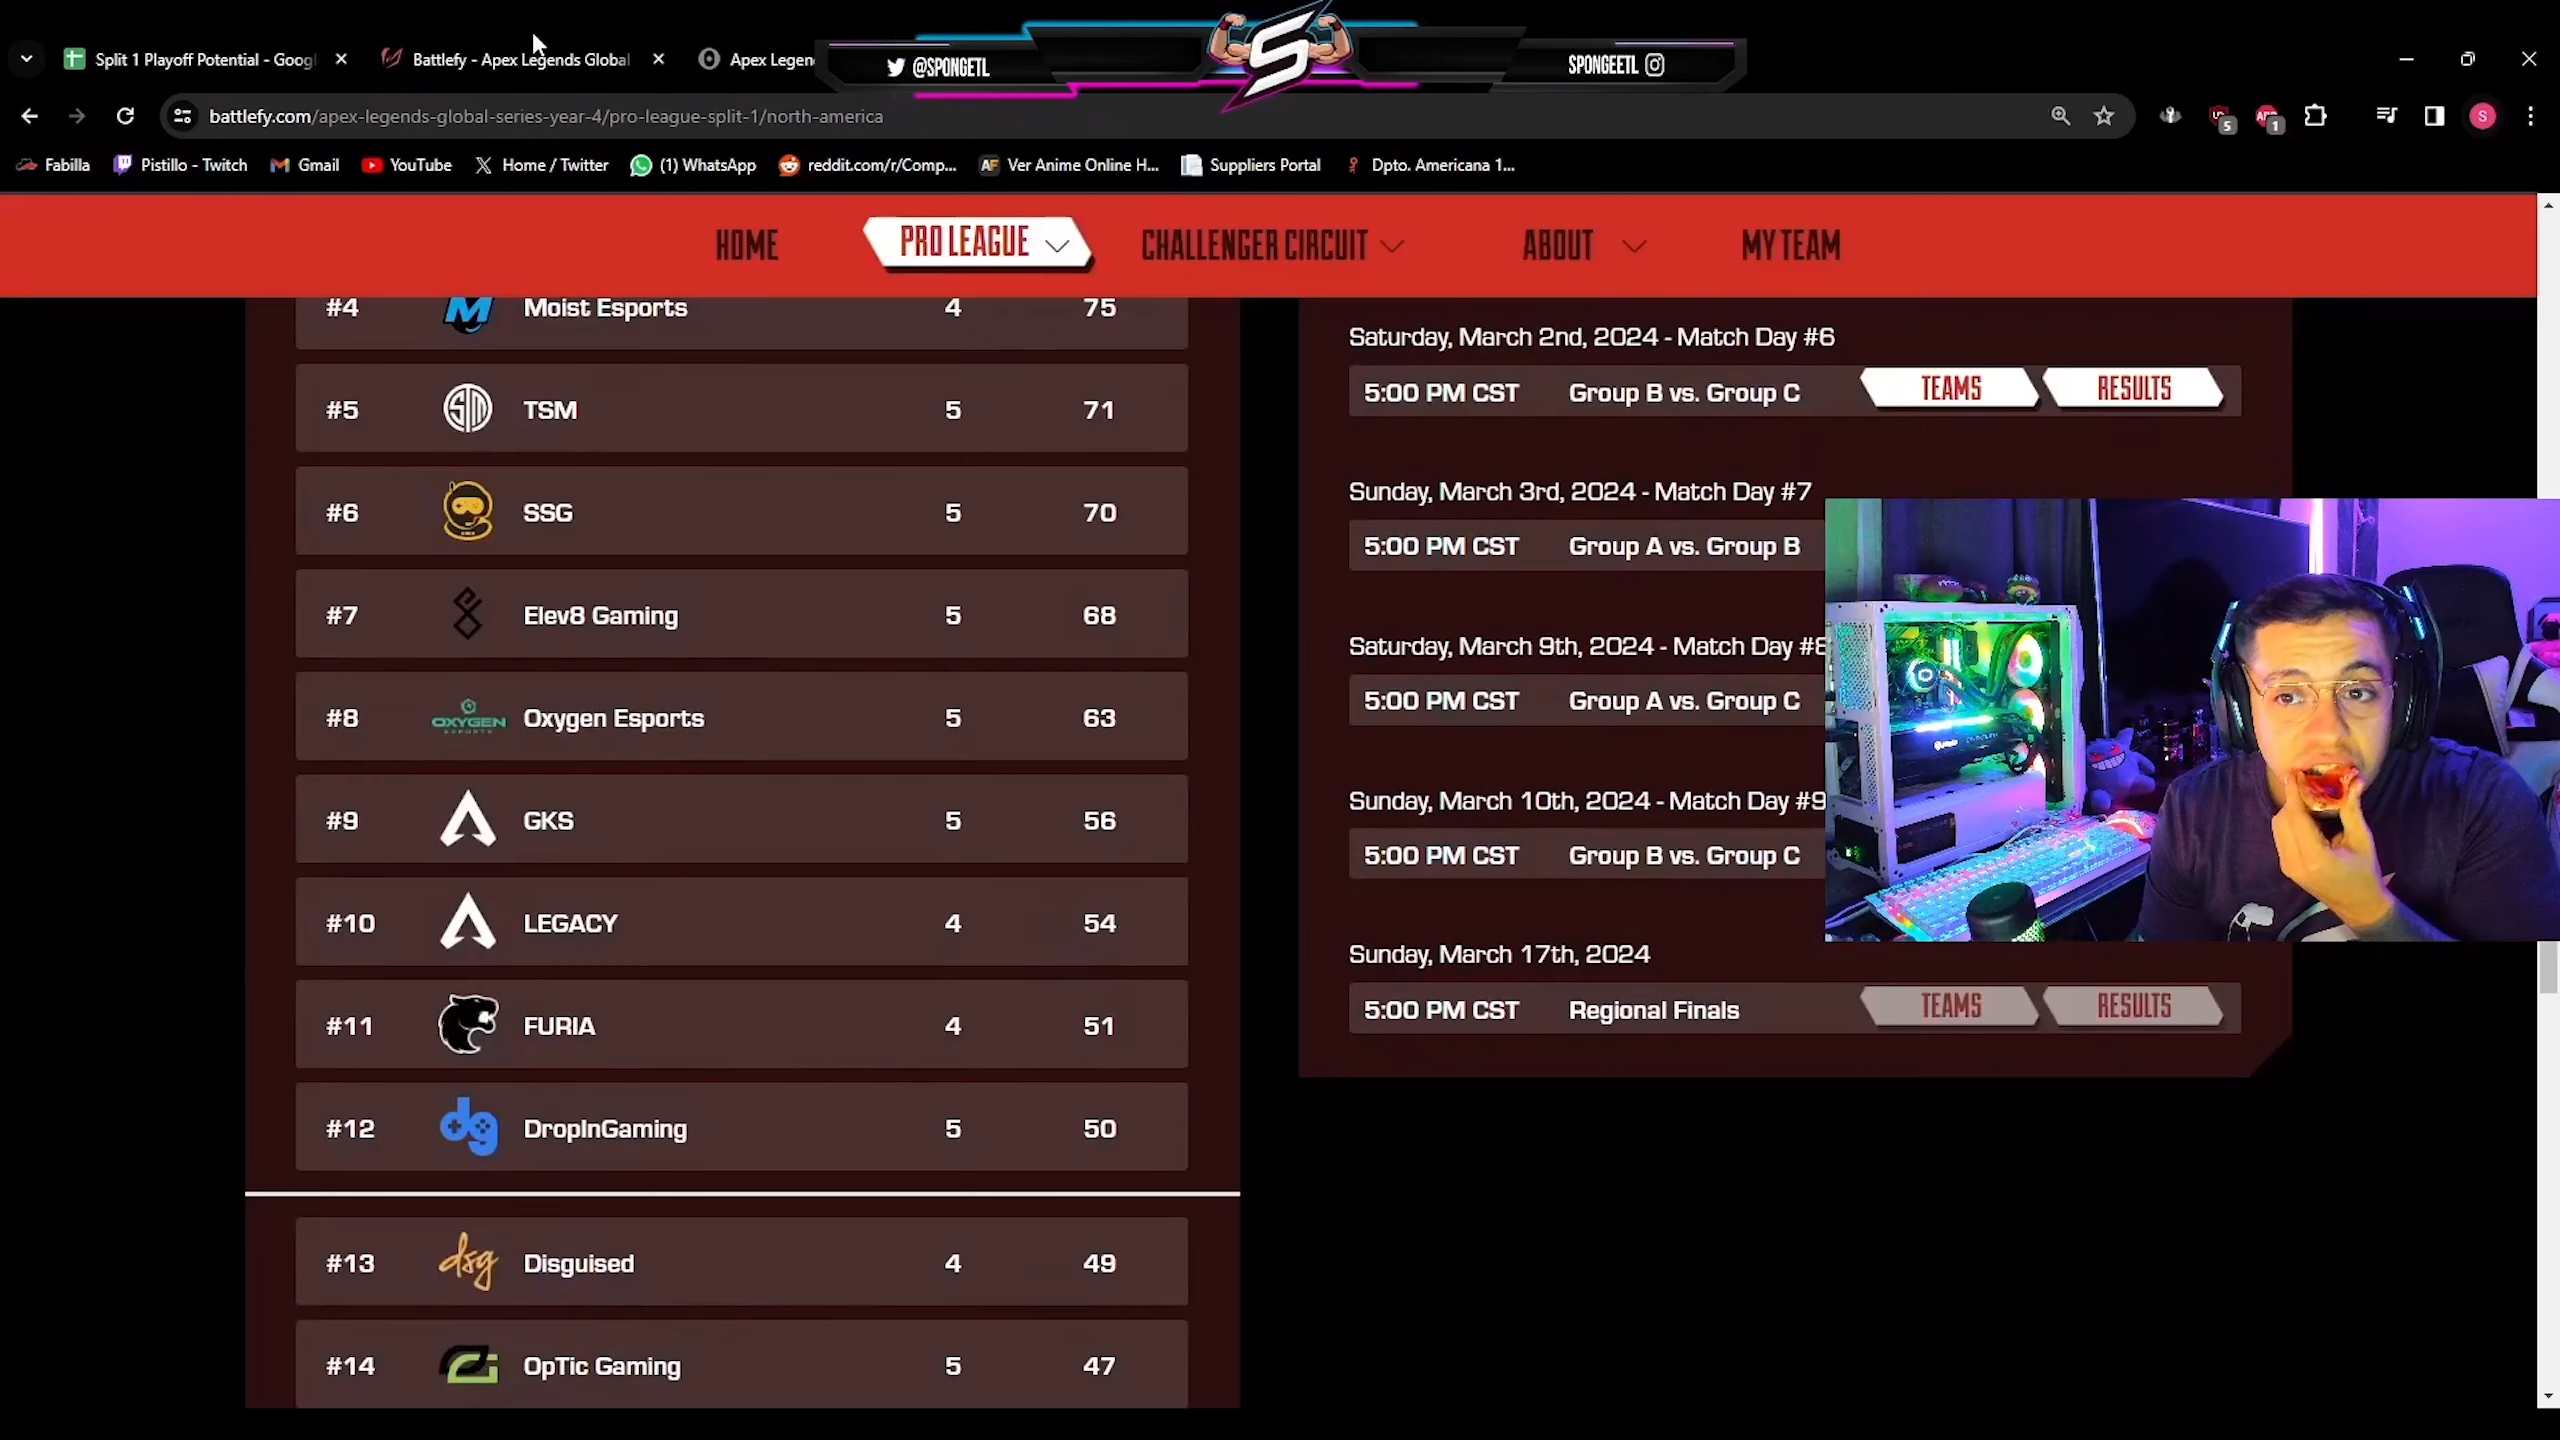 Split 1 Playoff Potential - Googl
Battlefy - Apex Legends Global
Apex Legen
@SPONGETL
SPONGEETL
battlefy.com/apex-legends-global-series-year-4/pro-league-split-1/north-america
5
1
S
Fabilla
Pistillo - Twitch
Gmail
YouTube
Home / Twitter
(1) WhatsApp
reddit.com/r/Comp...
AF Ver Anime Online H...
Suppliers Portal
Dpto. Americana 1...
HOME
PRO LEAGUE
CHALLENGER CIRCUIT
ABOUT
MY TEAM
#4 Moist Esports 4 75
#5 TSM 5 71
#6 SSG 5 70
#7 Elev8 Gaming 5 68
#8 OXYGEN ESPORTS Oxygen Esports 5 63
#9 GKS 5 56
#10 LEGACY 4 54
#11 FURIA 4 51
#12 dg DropInGaming 5 50
#13 dsg Disguised 4 49
#14 OpTic Gaming 5 47
Saturday, March 2nd, 2024 - Match Day #6
5:00 PM CST Group B vs. Group C TEAMS RESULTS
Sunday, March 3rd, 2024 - Match Day #7
5:00 PM CST Group A vs. Group B
Saturday, March 9th, 2024 - Match Day #8
5:00 PM CST Group A vs. Group C
Sunday, March 10th, 2024 - Match Day #9
5:00 PM CST Group B vs. Group C
Sunday, March 17th, 2024
5:00 PM CST Regional Finals TEAMS RESULTS